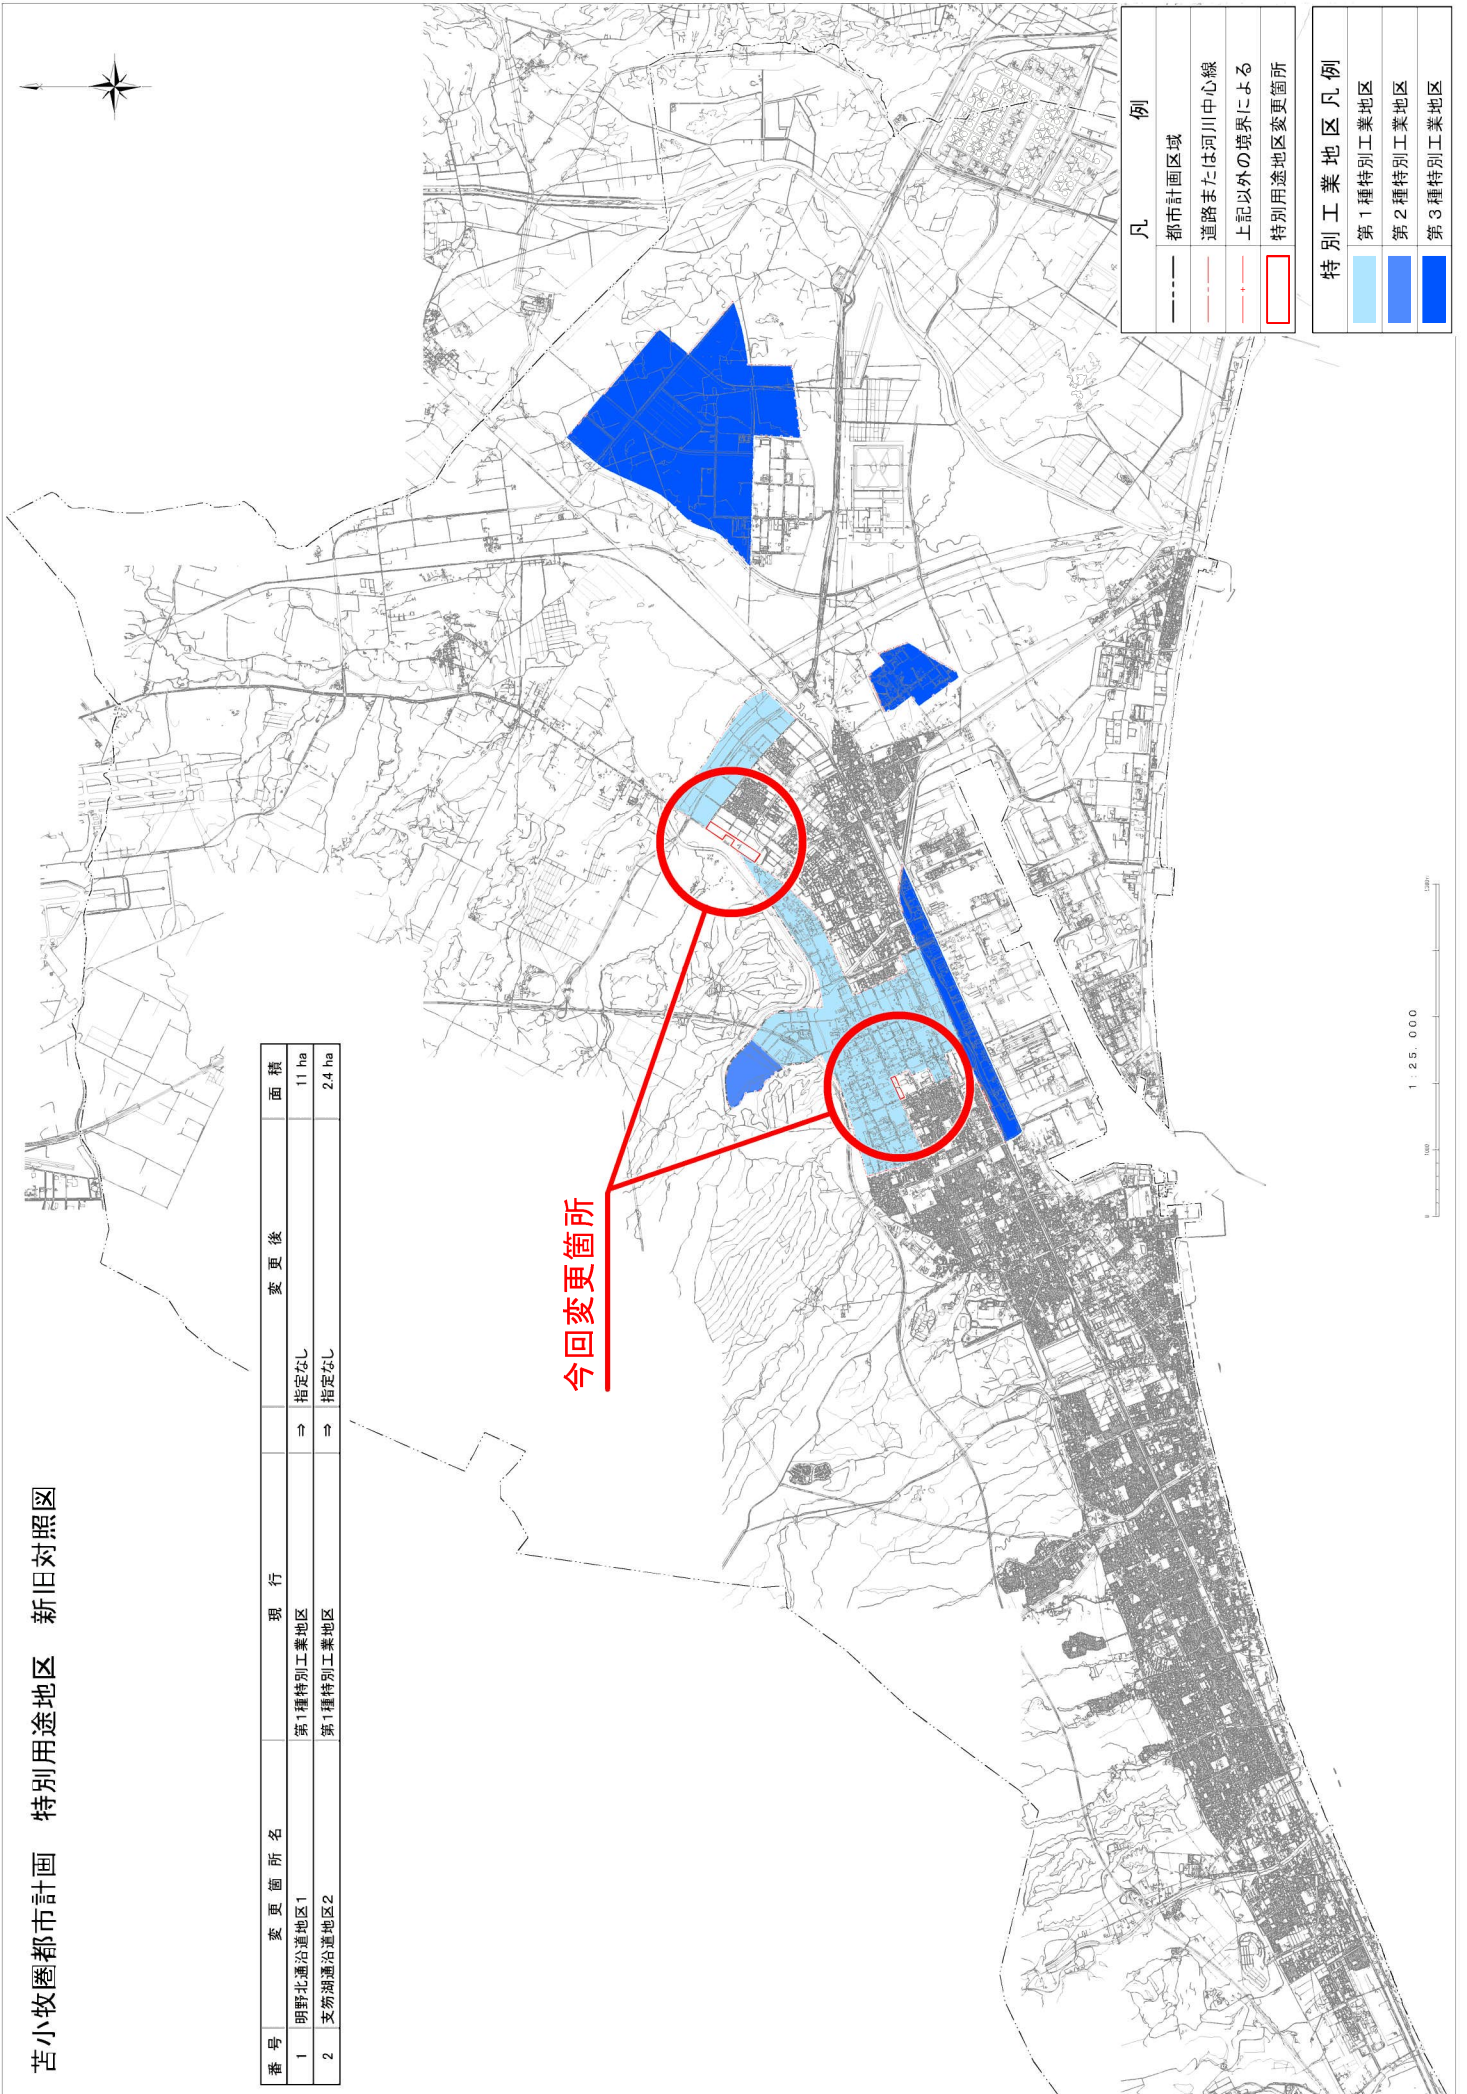 苫小牧圏都市計画　特別用途地区　新旧対照図
番号　変更箇所名　現行　変更後　面積
1　明野北通沿道地区1　第1種特別工業地区　⇒　指定なし　11 ha
2　支笏湖通沿道地区2　第1種特別工業地区　⇒　指定なし　2.4 ha
今回変更箇所
凡例
都市計画区域
道路または河川中心線
上記以外の境界による
特別用途地区変更箇所
特別工業地区凡例
第1種特別工業地区
第2種特別工業地区
第3種特別工業地区
1:25,000